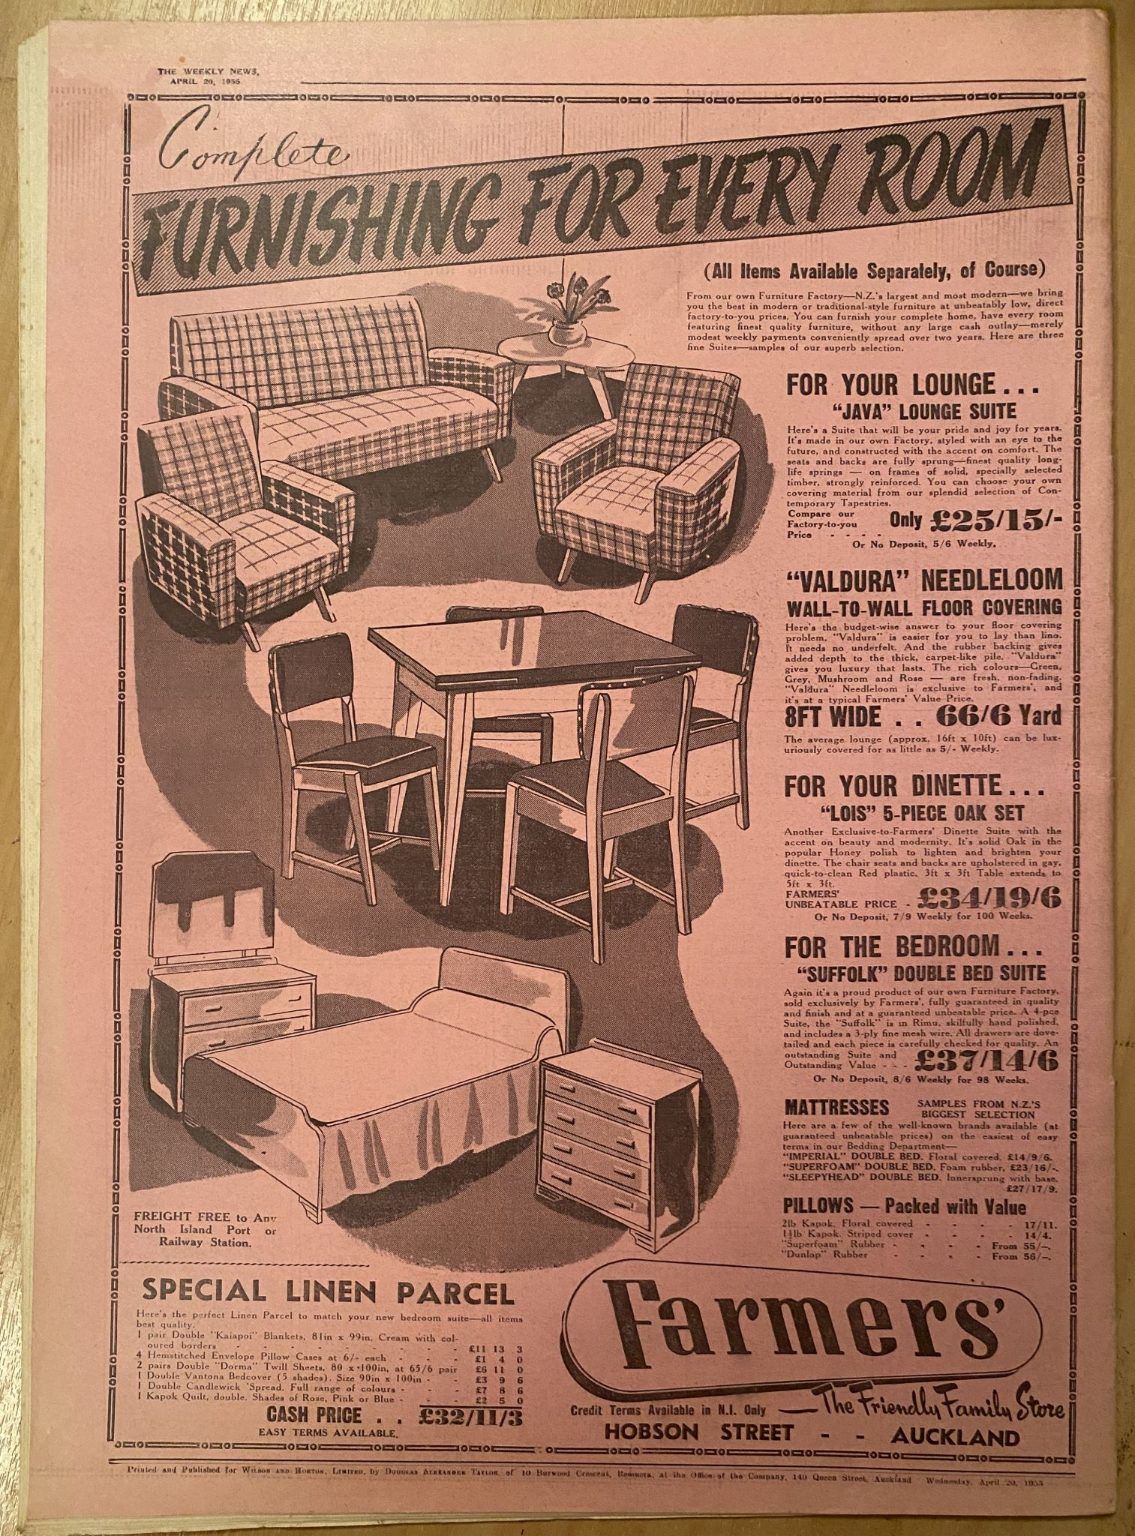 THE WEEKLY NEWS,
APRIL 20, 1955
Complete
FURNISHING FOR EVERY ROOM
(All Items Available Separately, of Course)
From our own Furniture Factory—N.Z.'s largest and most modern—we bring
you the best in modern or traditional-style furniture at unbeatably low, direct
factory-to-you prices. You can furnish your complete home, have every room
featuring finest quality furniture, without any large cash outlay—merely
modest weekly payments conveniently spread over two years. Here are three
fine Suites—samples of our superb selection.
FOR YOUR LOUNGE...
"JAVA" LOUNGE SUITE
Here's a Suite that will be your pride and joy for years.
It's made in our own Factory, styled with an eye to the
future, and constructed with the accent on comfort. The
seats and backs are fully sprung—finest quality long-
life springs — on frames of solid, specially selected
timber, strongly reinforced. You can choose your own
covering material from our splendid selection of Con-
temporary Tapestries.
Compare our
Factory-to-you
Price - - - -
Only £25/15/-
Or No Deposit, 5/6 Weekly.
"VALDURA" NEEDLELOOM
WALL-TO-WALL FLOOR COVERING
Here's the budget-wise answer to your floor covering
problem. "Valdura" is easier for you to lay than lino.
It needs no underfelt. And the rubber backing gives
added depth to the thick, carpet-like pile. "Valdura"
gives you luxury that lasts. The rich colours—Green,
Grey, Mushroom and Rose — are fresh, non-fading.
"Valdura" Needleloom is exclusive to Farmers', and
it's at a typical Farmers' Value Price.
8FT WIDE . . 66/6 Yard
The average lounge (approx. 16ft x 10ft) can be lux-
uriously covered for as little as 5/- Weekly.
FOR YOUR DINETTE...
"LOIS" 5-PIECE OAK SET
Another Exclusive-to-Farmers' Dinette Suite with the
accent on beauty and modernity. It's solid Oak in the
popular Honey polish to lighten and brighten your
dinette. The chair seats and backs are upholstered in gay,
quick-to-clean Red plastic. 3ft x 3ft Table extends to
5ft x 3ft.
FARMERS'
UNBEATABLE PRICE - £34/19/6
Or No Deposit, 7/9 Weekly for 100 Weeks.
FOR THE BEDROOM...
"SUFFOLK" DOUBLE BED SUITE
Again it's a proud product of our own Furniture Factory,
sold exclusively by Farmers', fully guaranteed in quality
and finish and at a guaranteed unbeatable price. A 4-pce
Suite, the "Suffolk" is in Rimu, skilfully hand polished,
and includes a 3-ply fine mesh wire. All drawers are dove-
tailed and each piece is carefully checked for quality. An
outstanding Suite and
Outstanding Value - - -
£37/14/6
Or No Deposit, 8/6 Weekly for 98 Weeks.
MATTRESSES
SAMPLES FROM N.Z.'S
BIGGEST SELECTION
Here are a few of the well-known brands available (at
guaranteed unbeatable prices) on the easiest of easy
terms in our Bedding Department—
"IMPERIAL" DOUBLE BED. Floral covered, £14/9/6.
"SUPERFOAM" DOUBLE BED. Foam rubber, £23/16/-.
"SLEEPYHEAD" DOUBLE BED. Innersprung with base.
£27/17/9.
PILLOWS — Packed with Value
2lb Kapok, Floral covered - - - - 17/11.
1½lb Kapok. Striped cover - - - - 14/4.
"Superfoam" Rubber - - - - From 55/-.
"Dunlop" Rubber - - - - From 56/-.
FREIGHT FREE to Any
North Island Port or
Railway Station.
SPECIAL LINEN PARCEL
Here's the perfect Linen Parcel to match your new bedroom suite—all items
best quality.
1 pair Double "Kaiapoi" Blankets, 81in x 99in. Cream with col-
oured borders - - - - - - £11 13 3
4 Hemstitched Envelope Pillow Cases at 6/- each - - £1 4 0
2 pairs Double "Dorma" Twill Sheets, 80 x 100in, at 65/6 pair £6 11 0
1 Double Vantona Bedcover (5 shades). Size 90in x 100in - £3 9 6
1 Double Candlewick 'Spread. Full range of colours - - £7 8 6
1 Kapok Quilt, double. Shades of Rose, Pink or Blue - - £2 5 0
CASH PRICE . . £32/11/3
EASY TERMS AVAILABLE.
Farmers'
Credit Terms Available in N.I. Only
— The Friendly Family Store
HOBSON STREET - - AUCKLAND
Printed and Published for WILSON AND HORTON, LIMITED, by DOUGLAS ALEXANDER TAYLOR, of 10 Burwood Crescent, Remuera, at the Office of the Company, 149 Queen Street, Auckland Wednesday, April 20, 1955